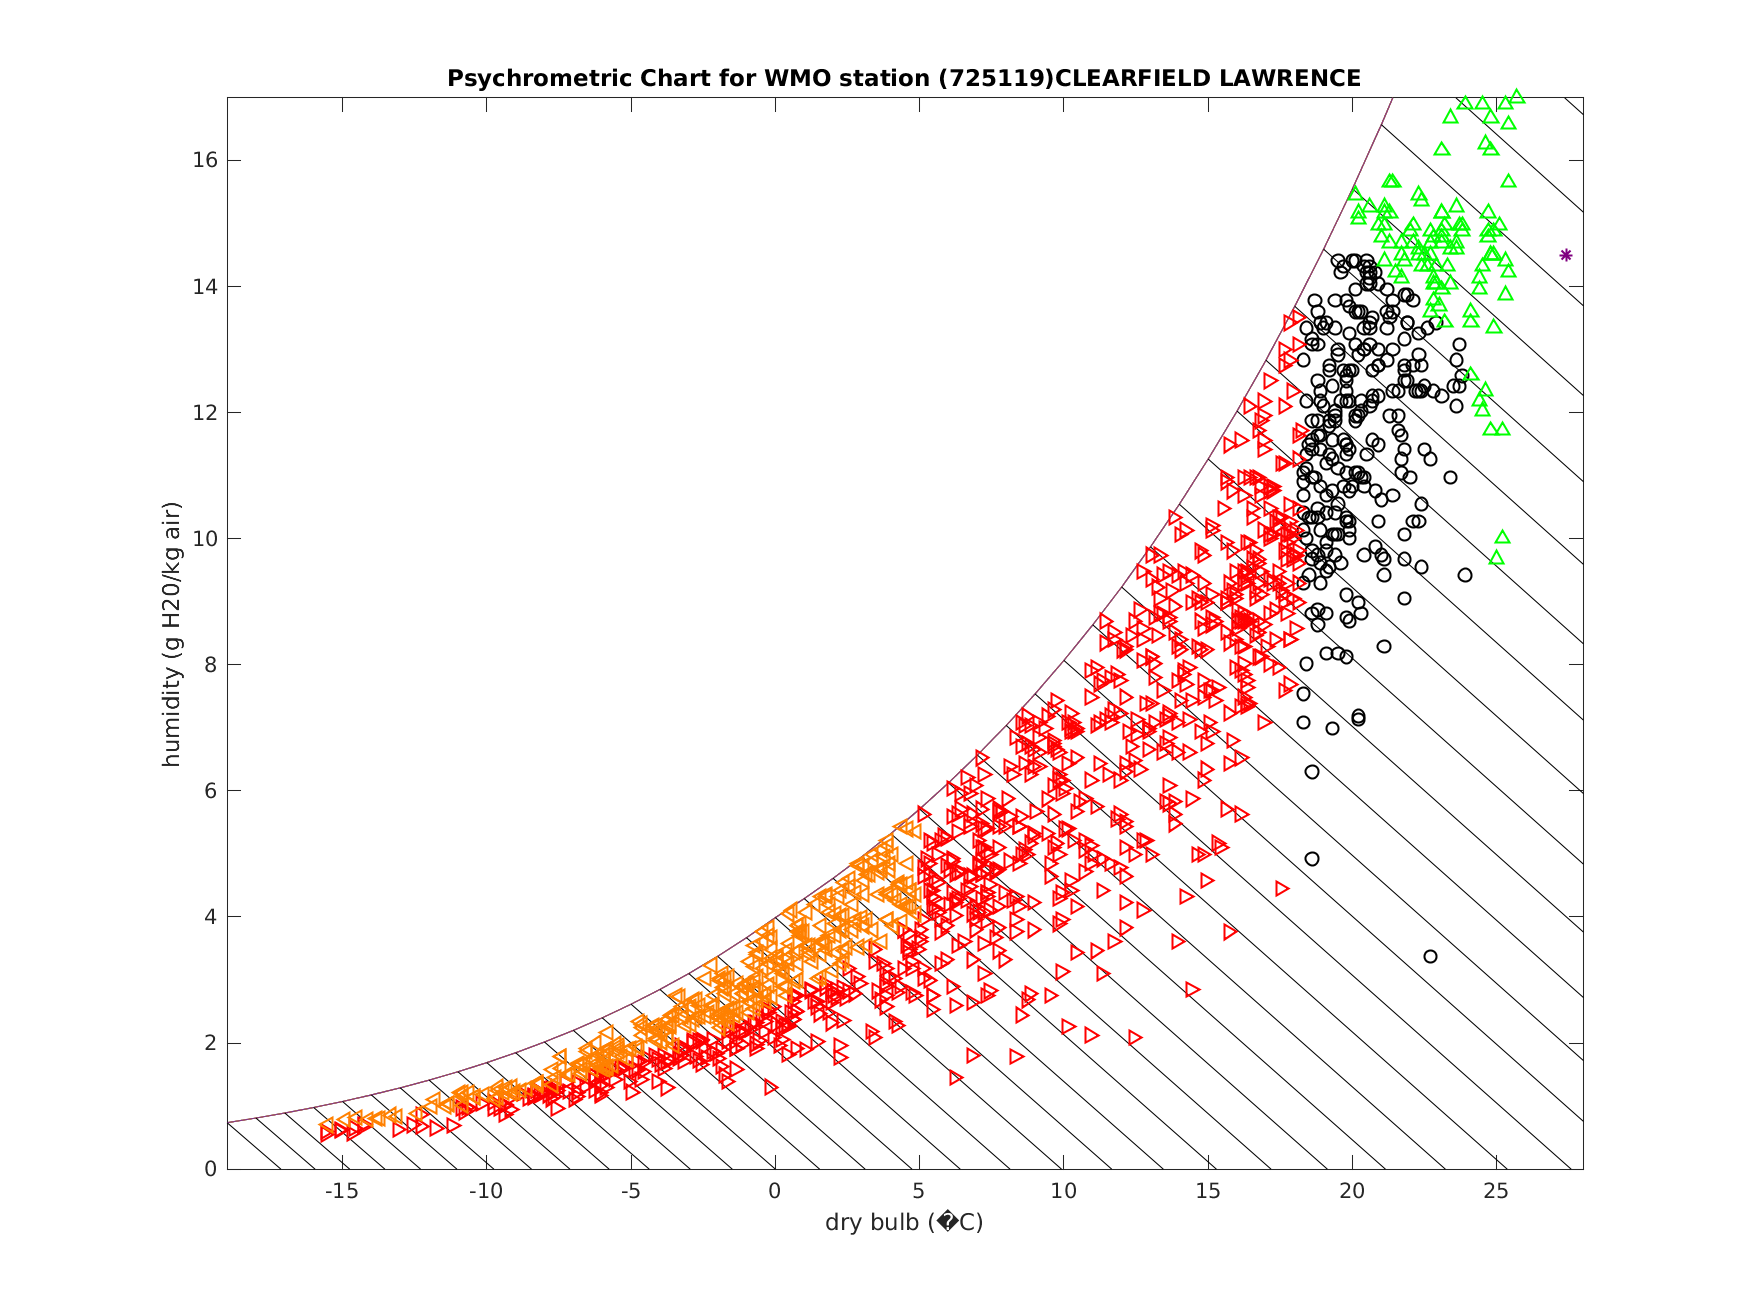 Psychrometric Chart for WMO station (725119)CLEARFIELD LAWRENCE
humidity (g H20/kg air)
16
14
12
10
8
6
4
2
0
-15 -10 -5 0 5 10 15 20 25
dry bulb (�C)